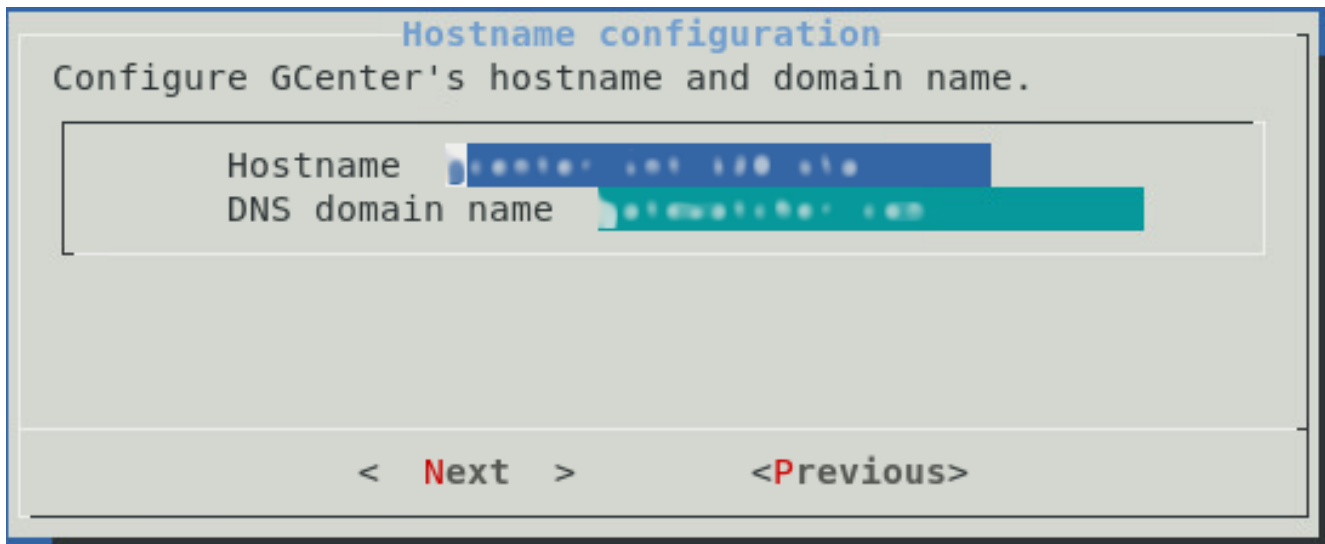 Hostname configuration
Configure GCenter's hostname and domain name.
Hostname
DNS domain name
< Next > <Previous>